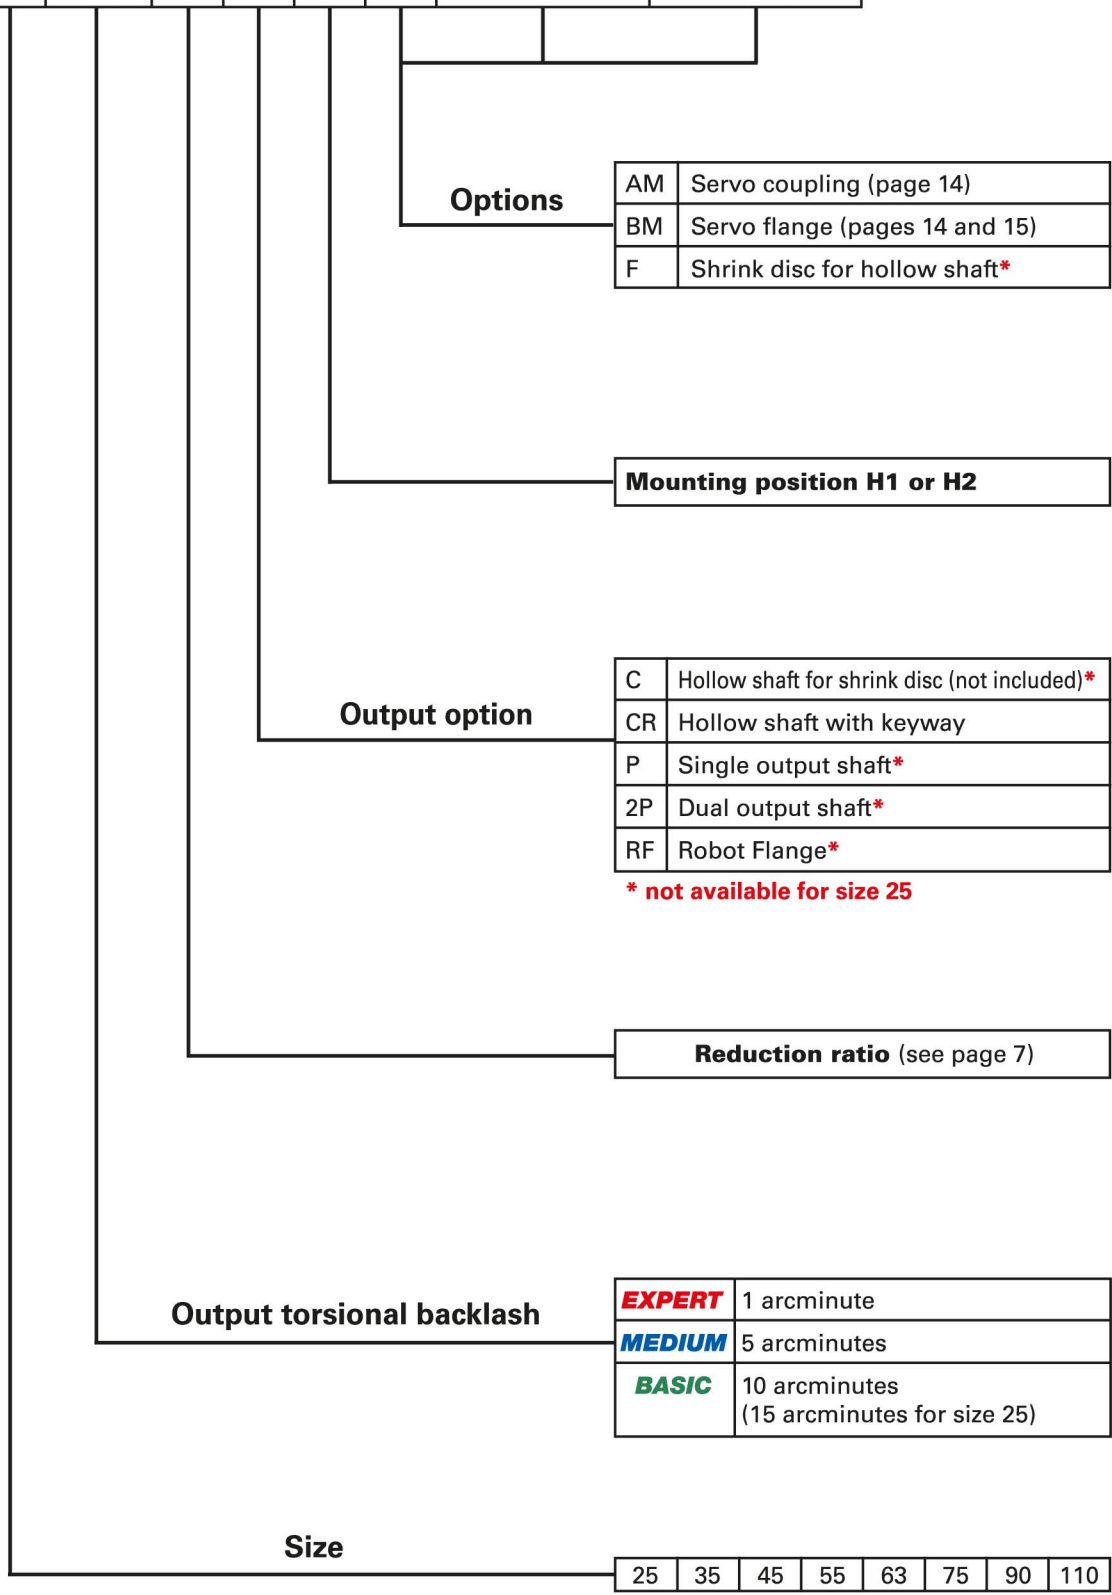 Options
AM Servo coupling (page 14)
BM Servo flange (pages 14 and 15)
F Shrink disc for hollow shaft*
Mounting position H1 or H2
Output option
C Hollow shaft for shrink disc (not included)*
CR Hollow shaft with keyway
P Single output shaft*
2P Dual output shaft*
RF Robot Flange*
* not available for size 25
Reduction ratio (see page 7)
Output torsional backlash
EXPERT 1 arcminute
MEDIUM 5 arcminutes
BASIC 10 arcminutes
(15 arcminutes for size 25)
Size
25 35 45 55 63 75 90 110